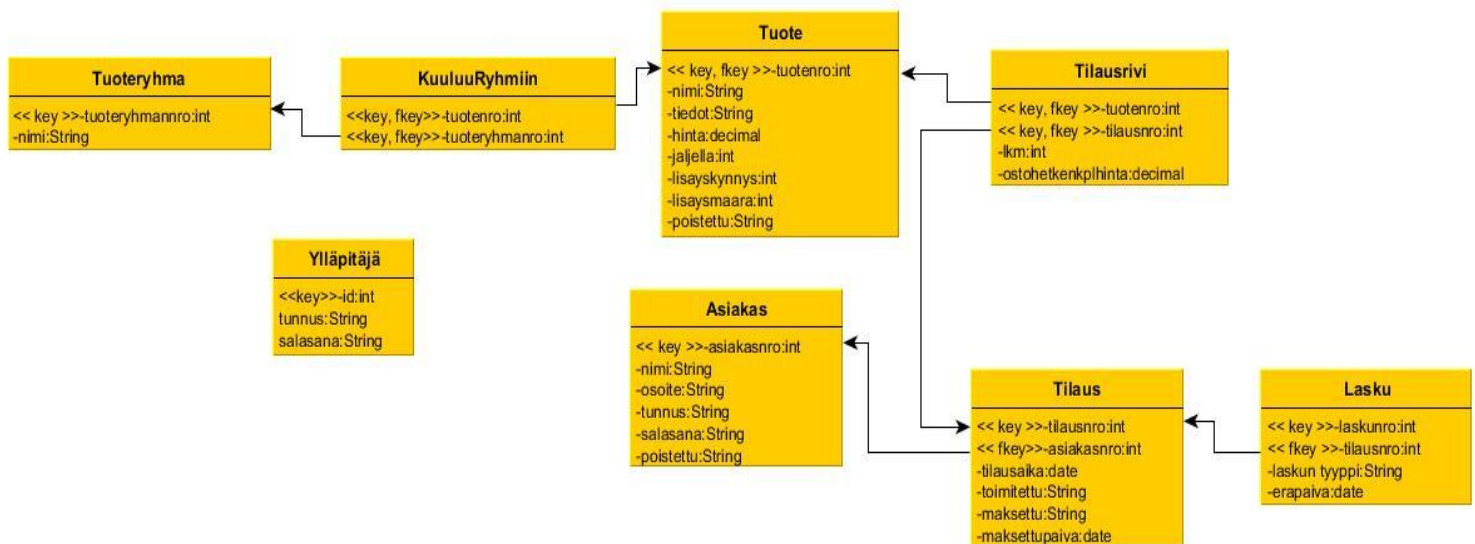 Tuoteryhma
<< key >>-tuoteryhmannro:int
-nimi:String
KuuluuRyhmiin
<<key, fkey>>-tuotenro:int
<<key, fkey>>-tuoteryhmanro:int
Tuote
<< key, fkey >>-tuotenro:int
-nimi:String
-tiedot:String
-hinta:decimal
-jaljella:int
-lisayskynnys:int
-lisaysmaara:int
-poistettu:String
Tilausrivi
<< key, fkey >>-tuotenro:int
<< key, fkey >>-tilausnro:int
-lkm:int
-ostohetkenkplhinta:decimal
Ylläpitäjä
<<key>>-id:int
tunnus:String
salasana:String
Asiakas
<< key >>-asiakasnro:int
-nimi:String
-osoite:String
-tunnus:String
-salasana:String
-poistettu:String
Tilaus
<< key >>-tilausnro:int
<< fkey>>-asiakasnro:int
-tilausaika:date
-toimitettu:String
-maksettu:String
-maksettupaiva:date
Lasku
<< key >>-laskunro:int
<< fkey >>-tilausnro:int
-laskun tyyppi:String
-erapaiva:date